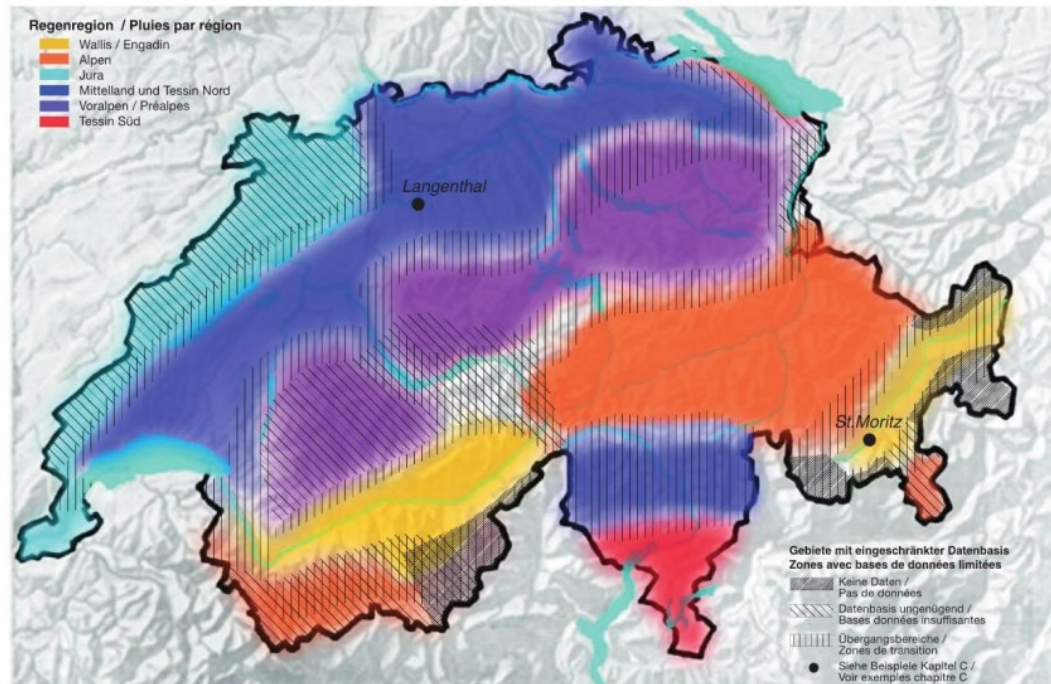 Regenregion / Pluies par région
Wallis / Engadin
Alpen
Jura
Mittelland und Tessin Nord
Voralpen / Préalpes
Tessin Süd
Langenthal
St.Moritz
Gebiete mit eingeschränkter Datenbasis
Zones avec bases de données limitées
Keine Daten /
Pas de données
Datenbasis ungenügend /
Bases données insuffisantes
Übergangsbereiche /
Zones de transition
Siehe Beispiele Kapitel C /
Voir exemples chapitre C